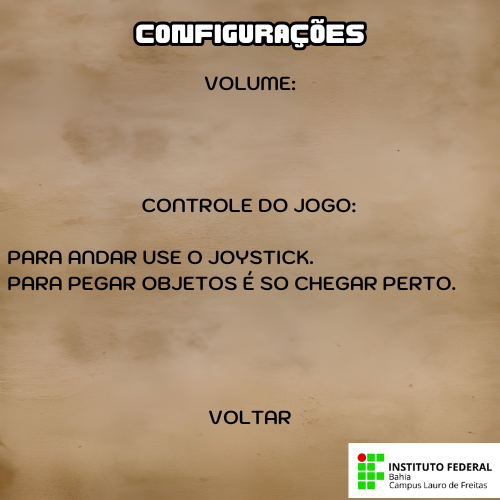 CONFIGURAÇÕES
VOLUME:
CONTROLE DO JOGO:
PARA ANDAR USE O JOYSTICK.
PARA PEGAR OBJETOS É SO CHEGAR PERTO.
VOLTAR
INSTITUTO FEDERAL
Bahia
Campus Lauro de Freitas